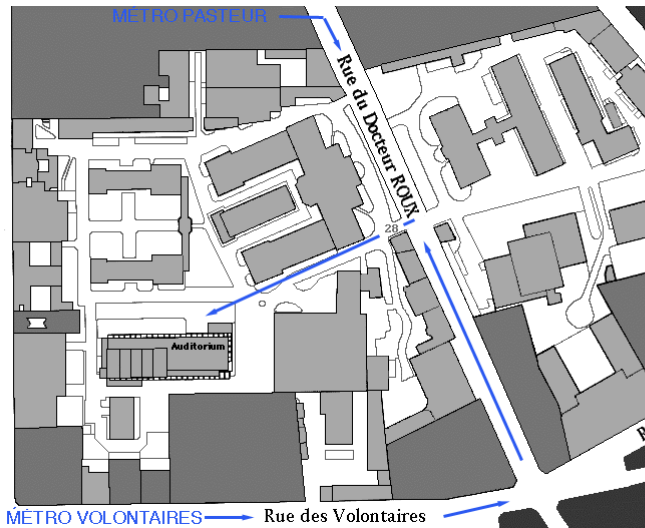 MÉTRO PASTEUR
Rue du Docteur ROUX
28
Auditorium
MÉTRO VOLONTAIRES
Rue des Volontaires